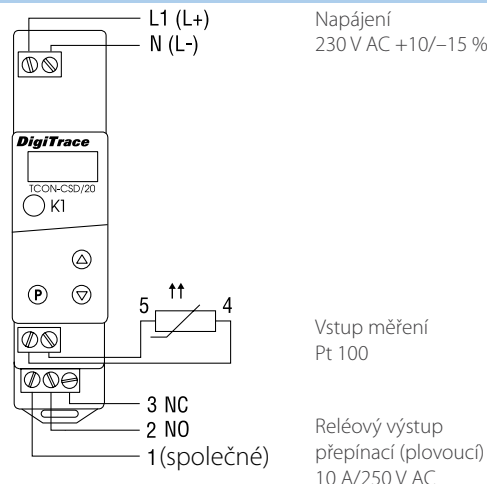 L1 (L+)
N (L-)
Napájení
230 V AC +10/–15 %
DigiTrace
TCON-CSD/20
K1
P
5
4
Vstup měření
Pt 100
3 NC
2 NO
1(společné)
Reléový výstup
přepínací (plovoucí)
10 A/250 V AC